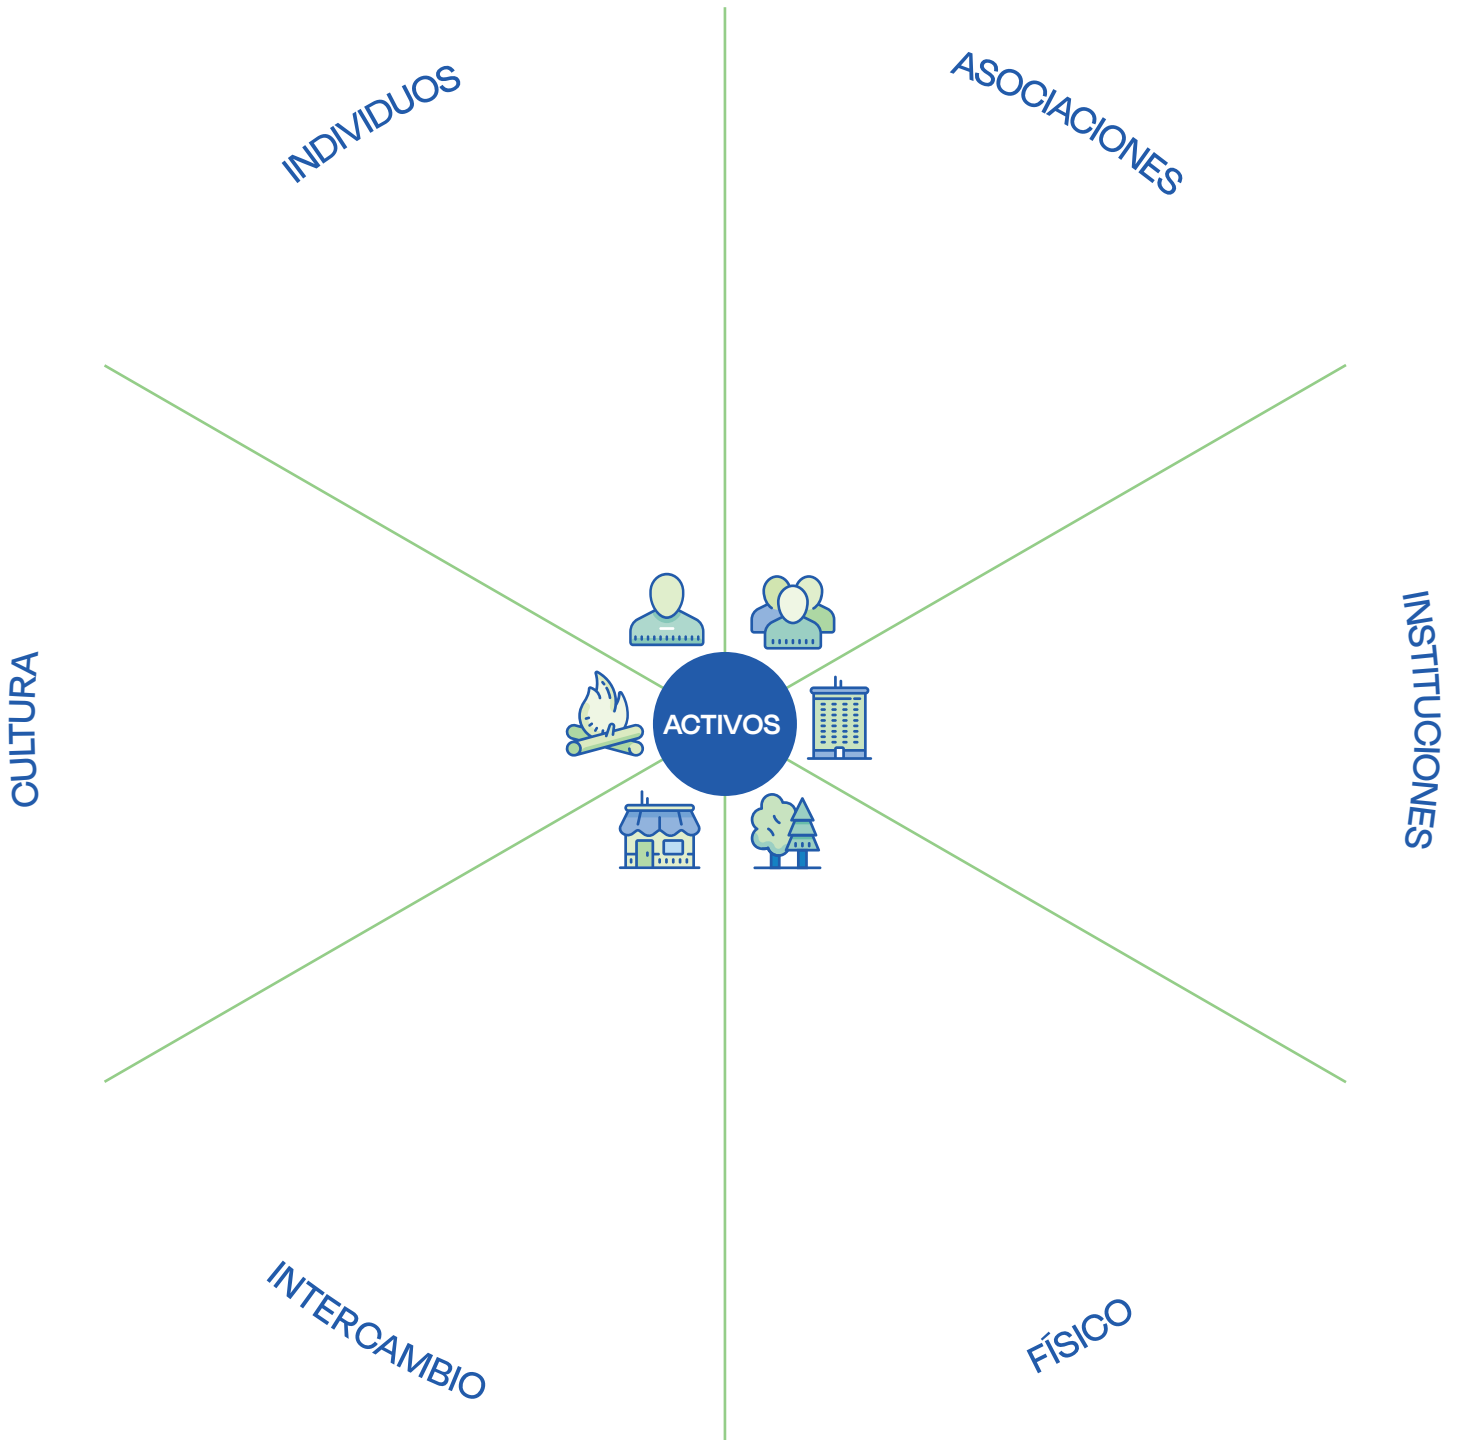 INDIVIDUOS
ASOCIACIONES
CULTURA
ACTIVOS
INSTITUCIONES
INTERCAMBIO
FÍSICO